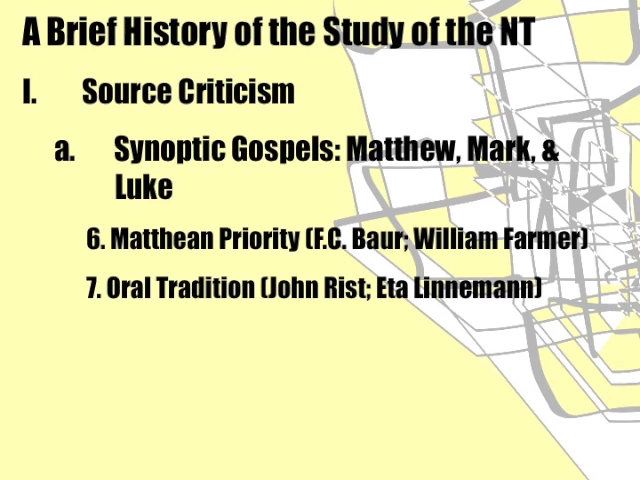 A Brief History of the Study of the NT
I. Source Criticism
a. Synoptic Gospels: Matthew, Mark, &
Luke
6. Matthean Priority (F.C. Baur; William Farmer)
7. Oral Tradition (John Rist; Eta Linnemann)